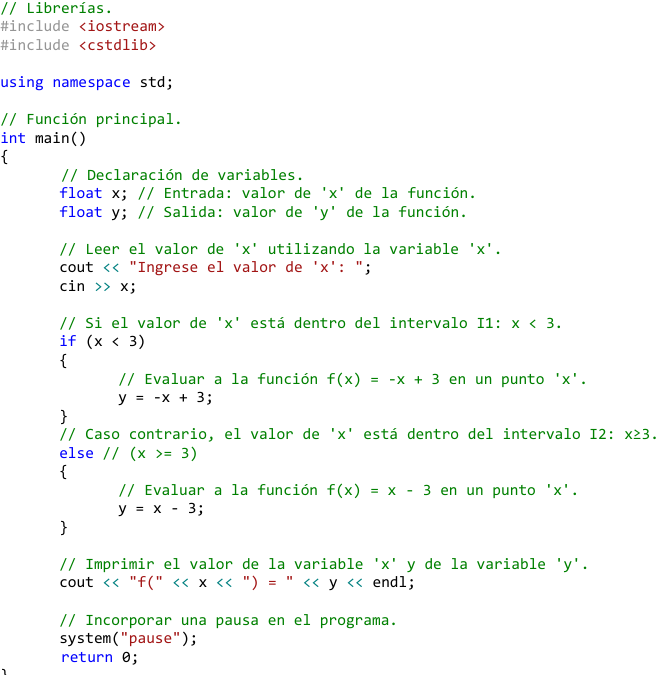 // Librerías.
#include <iostream>
#include <cstdlib>
using namespace std;
// Función principal.
int main()
{
// Declaración de variables.
float x; // Entrada: valor de 'x' de la función.
float y; // Salida: valor de 'y' de la función.
// Leer el valor de 'x' utilizando la variable 'x'.
cout << "Ingrese el valor de 'x': ";
cin >> x;
// Si el valor de 'x' está dentro del intervalo I1: x < 3.
if (x < 3)
{
// Evaluar a la función f(x) = -x + 3 en un punto 'x'.
y = -x + 3;
}
// Caso contrario, el valor de 'x' está dentro del intervalo I2: x≥3.
else // (x >= 3)
{
// Evaluar a la función f(x) = x - 3 en un punto 'x'.
y = x - 3;
}
// Imprimir el valor de la variable 'x' y de la variable 'y'.
cout << "f(" << x << ") = " << y << endl;
// Incorporar una pausa en el programa.
system("pause");
return 0;
}